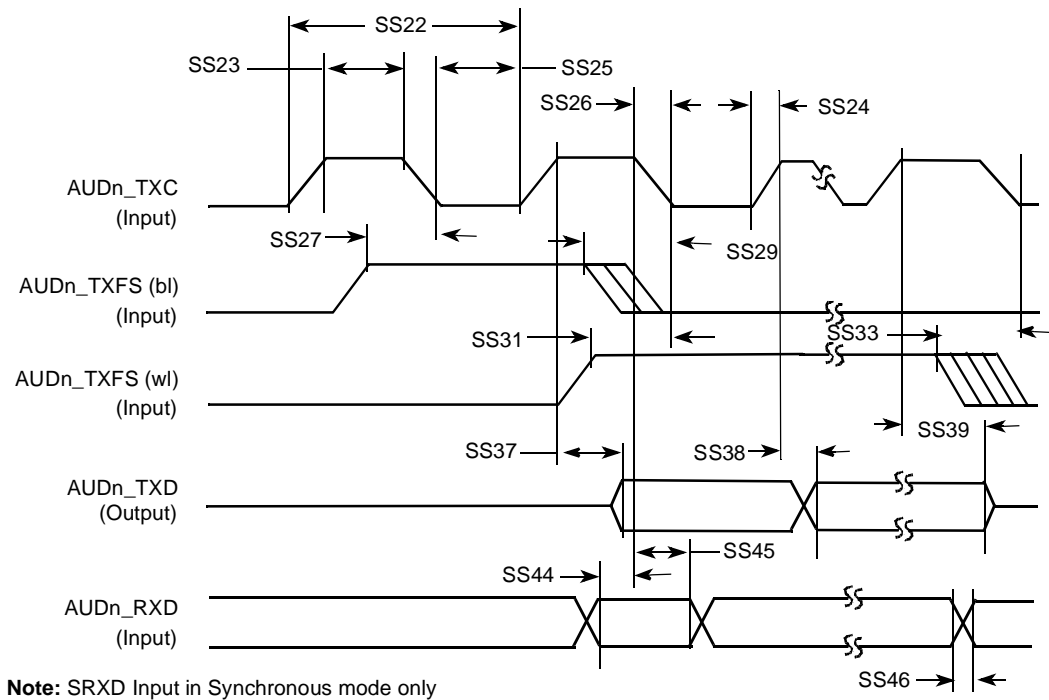 SS22
SS23
SS25
SS26
SS24
AUDn_TXC
(Input)
SS27
SS29
AUDn_TXFS (bl)
(Input)
SS31
SS33
AUDn_TXFS (wl)
(Input)
SS39
SS37
SS38
AUDn_TXD
(Output)
SS45
SS44
AUDn_RXD
(Input)
SS46
Note: SRXD Input in Synchronous mode only